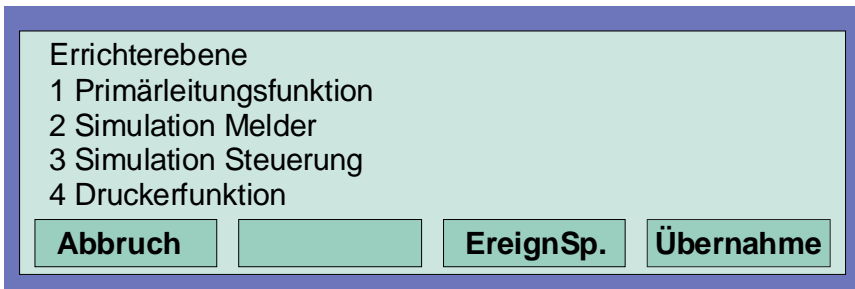 Errichterebene
1 Primärleitungsfunktion
2 Simulation Melder
3 Simulation Steuerung
4 Druckerfunktion
Abbruch EreignSp. Übernahme